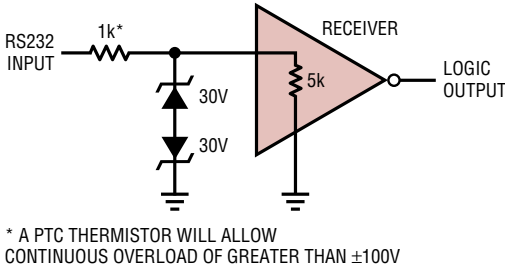 RS232
INPUT
1k*
30V
30V
RECEIVER
5k
LOGIC
OUTPUT
* A PTC THERMISTOR WILL ALLOW
CONTINUOUS OVERLOAD OF GREATER THAN ±100V